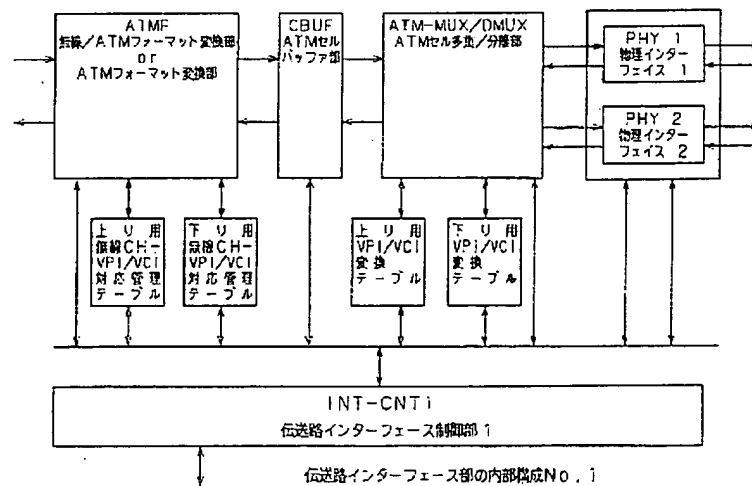 ATMF
無線/ATMフォーマット変換部
or
ATMフォーマット変換部
CBUF
ATMセル
バッファ部
ATM-MUX/DMUX
ATMセル多重/分離部
PHY 1
物理インター
フェイス 1
PHY 2
物理インター
フェイス 2
上り用
無線CH-
VPI/VCI
対応管理
テーブル
下り用
無線CH-
VPI/VCI
対応管理
テーブル
上り用
VPI/VCI
変換
テーブル
下り用
VPI/VCI
変換
テーブル
INT-CNTi
伝送路インターフェース制御部 i
伝送路インターフェース部の内部構成No.1